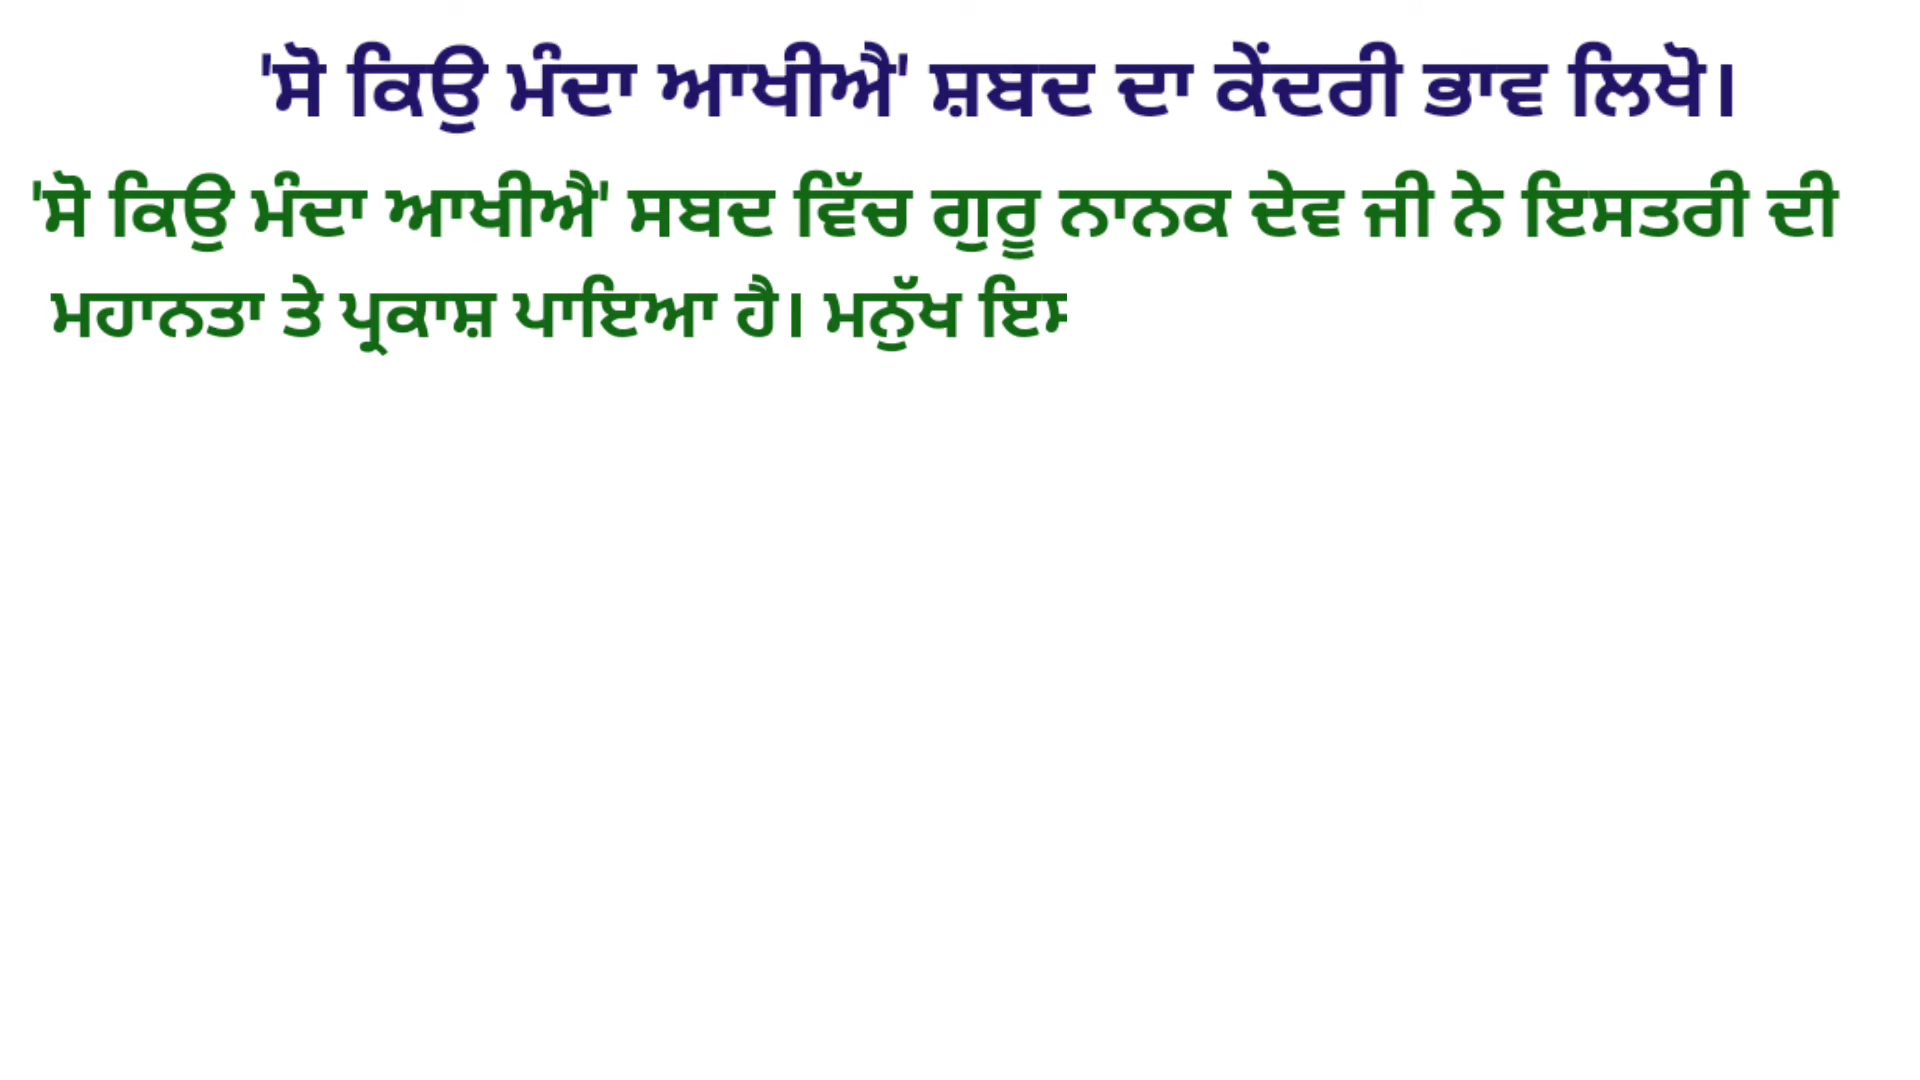 'ਸੋ ਕਿਉ ਮੰਦਾ ਆਖੀਐ' ਸ਼ਬਦ ਦਾ ਕੇਂਦਰੀ ਭਾਵ ਲਿਖੋ।
'ਸੋ ਕਿਉ ਮੰਦਾ ਆਖੀਐ' ਸਬਦ ਵਿੱਚ ਗੁਰੂ ਨਾਨਕ ਦੇਵ ਜੀ ਨੇ ਇਸਤਰੀ ਦੀ
ਮਹਾਨਤਾ ਤੇ ਪ੍ਰਕਾਸ਼ ਪਾਇਆ ਹੈ। ਮਨੁੱਖ